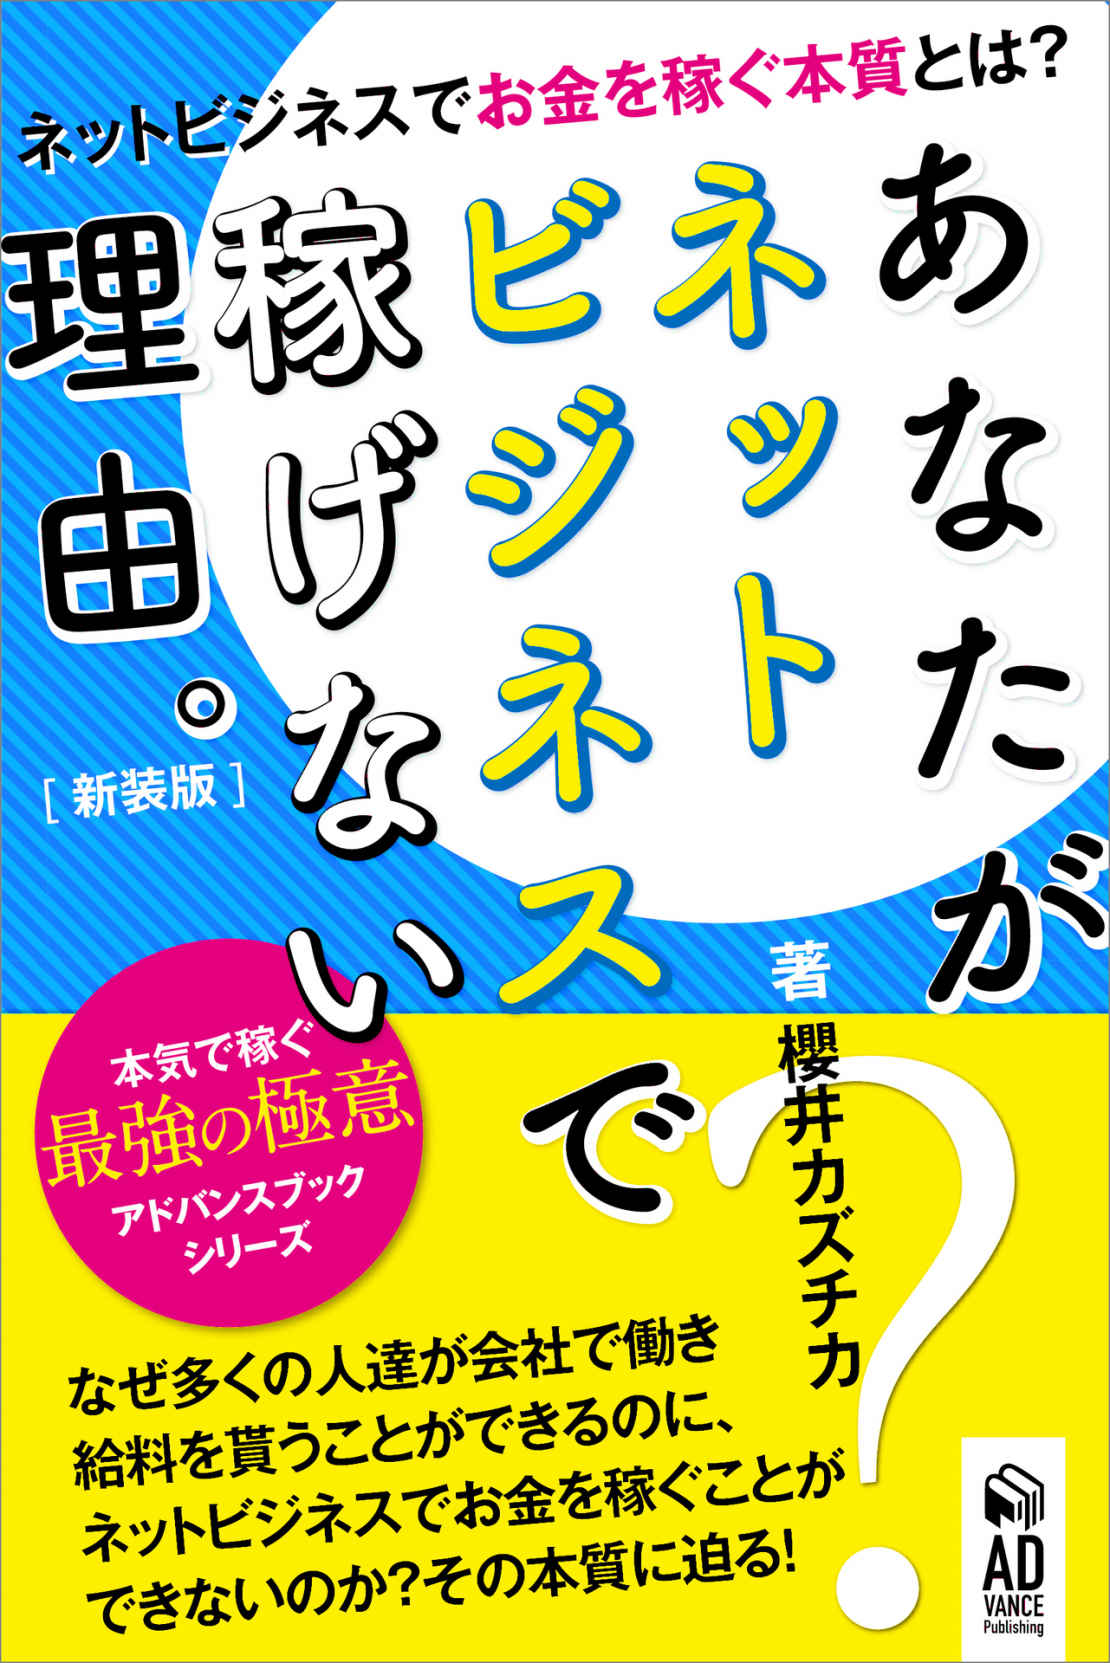 ネットビジネスでお金を稼ぐ本質とは？
あなたが
ネット
ビジネスで
稼げない
理由。
［新装版］
著 櫻井カズチカ
本気で稼ぐ
最強の極意
アドバンスブック
シリーズ
なぜ多くの人達が会社で働き
給料を貰うことができるのに、
ネットビジネスでお金を稼ぐことが
できないのか？その本質に迫る！
?
AD
VANCE
Publishing